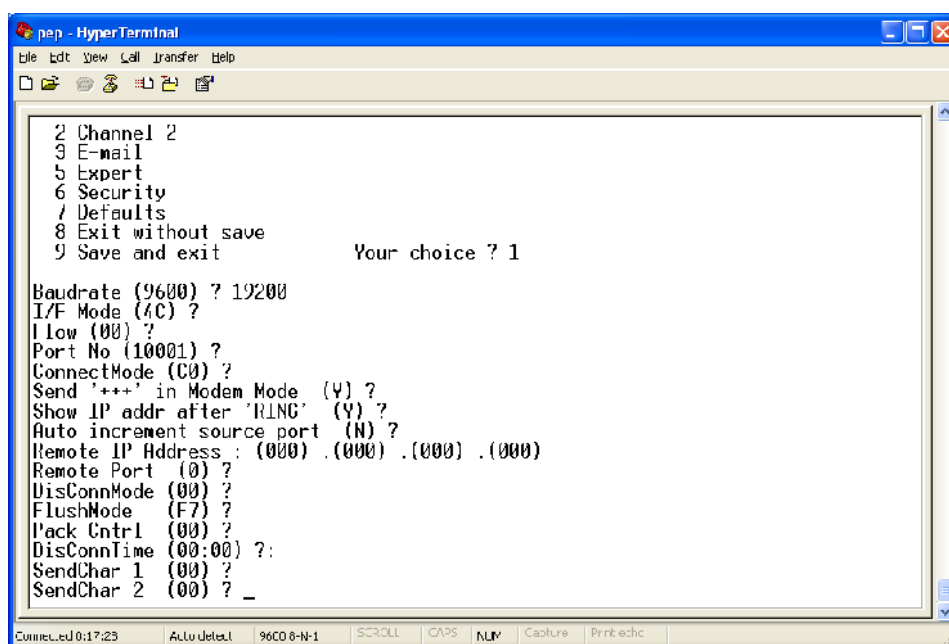 pep - HyperTerminal
File Edit View Call Transfer Help
2 Channel 2
3 E-mail
5 Expert
6 Security
7 Defaults
8 Exit without save
9 Save and exit Your choice ? 1
Baudrate (9600) ? 19200
I/F Mode (4C) ?
Flow (00) ?
Port No (10001) ?
ConnectMode (C0) ?
Send '+++' in Modem Mode (Y) ?
Show IP addr after 'RING' (Y) ?
Auto increment source port (N) ?
Remote IP Address : (000) .(000) .(000) .(000)
Remote Port (0) ?
DisConnMode (00) ?
FlushMode (F7) ?
Pack Cntrl (00) ?
DisConnTime (00:00) ?:
SendChar 1 (00) ?
SendChar 2 (00) ? _
Connected 0:17:23 Auto detect 9600 8-N-1 SCROLL CAPS NUM Capture Print echo